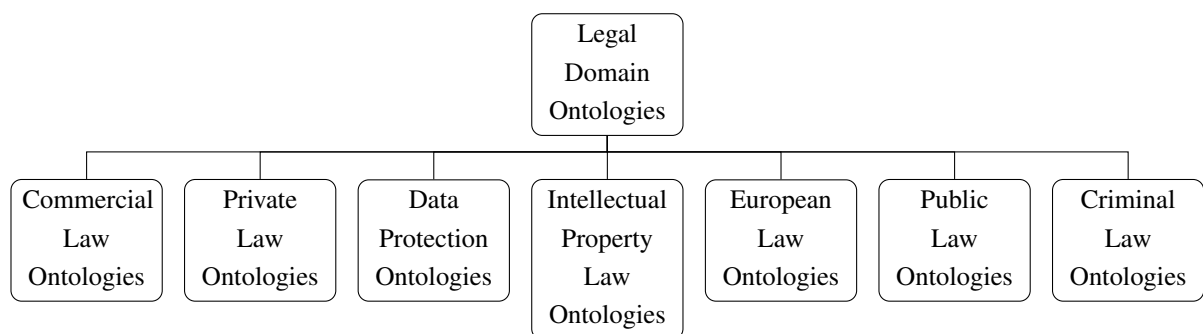 Legal
Domain
Ontologies
Commercial
Law
Ontologies
Private
Law
Ontologies
Data
Protection
Ontologies
Intellectual
Property
Law
Ontologies
European
Law
Ontologies
Public
Law
Ontologies
Criminal
Law
Ontologies